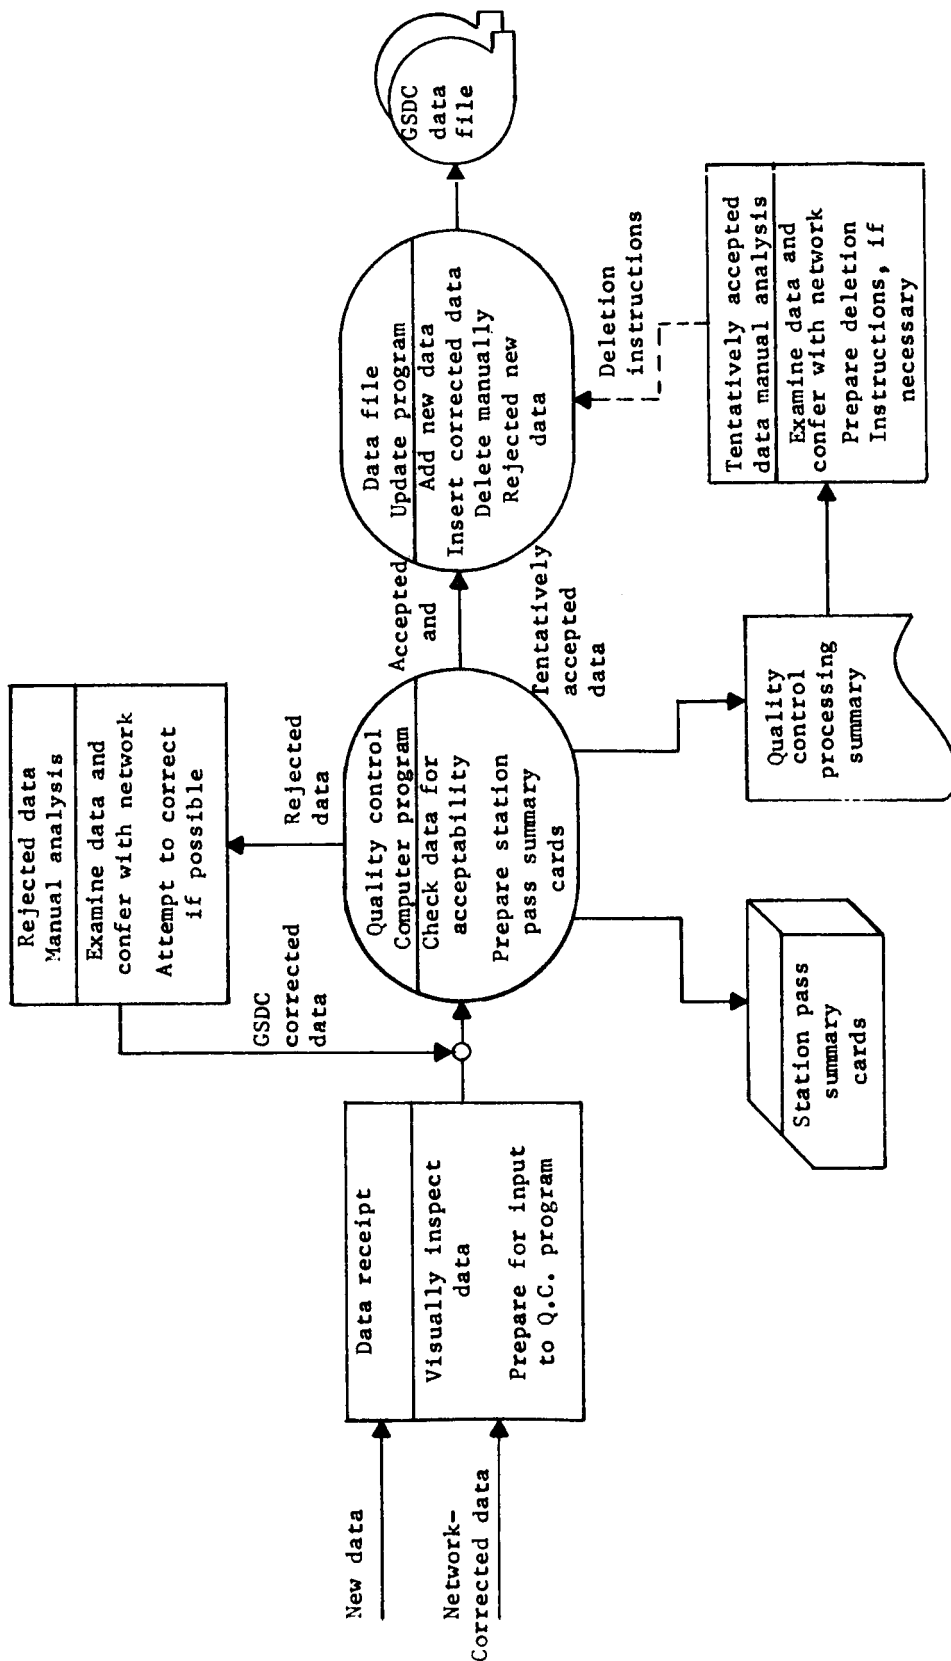 New data
Network-
Corrected data
Data receipt
Visually inspect
data
Prepare for input
to Q.C. program
Rejected data
Manual analysis
Examine data and
confer with network
Attempt to correct
if possible
GSDC
corrected
data
Rejected
data
Quality control
Computer program
Check data for
acceptability
Prepare station
pass summary
cards
Station pass
summary
cards
Quality
control
processing
summary
Accepted
and
Tentatively
accepted
data
Data file
Update program
Add new data
Insert corrected data
Delete manually
Rejected new
data
Deletion
instructions
Tentatively accepted
data manual analysis
Examine data and
confer with network
Prepare deletion
Instructions, if
necessary
GSDC
data
file